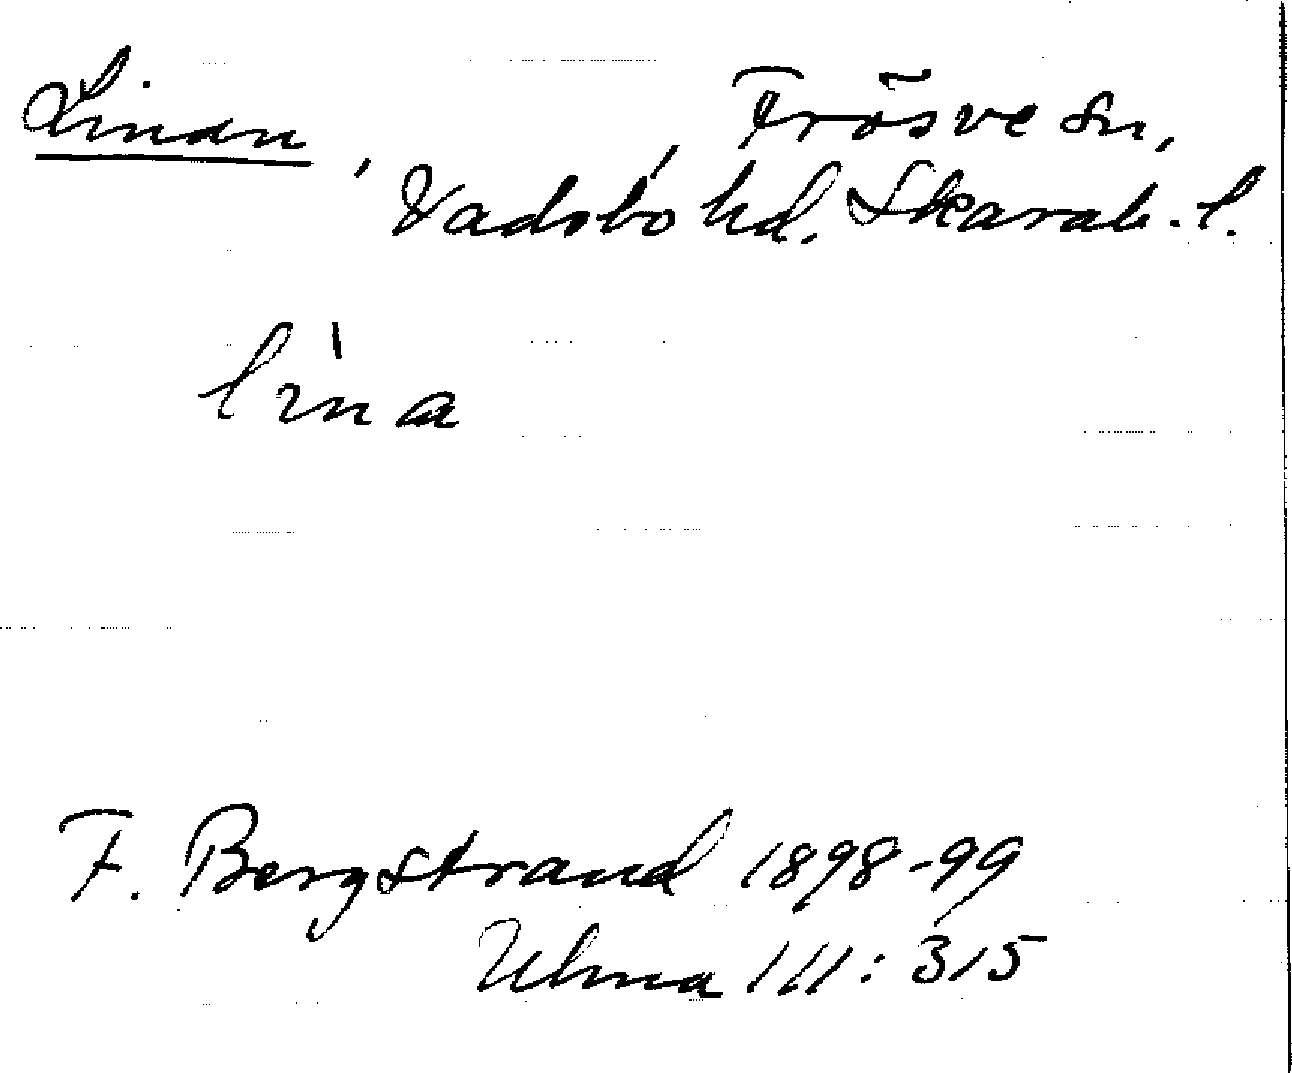 Linan, Frösve sn,
Vadsbo hd. Skarab. l.
lìna
F. Bergstrand 1898-99
Ulma 111: 315